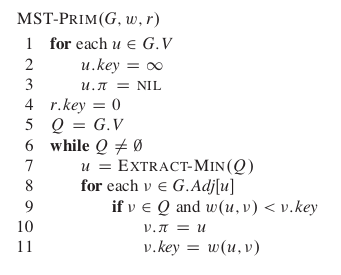 MST-PRIM(G, w, r)
1 for each u ∈ G.V
2 u.key = ∞
3 u.π = NIL
4 r.key = 0
5 Q = G.V
6 while Q ≠ ∅
7 u = EXTRACT-MIN(Q)
8 for each v ∈ G.Adj[u]
9 if v ∈ Q and w(u, v) < v.key
10 v.π = u
11 v.key = w(u, v)